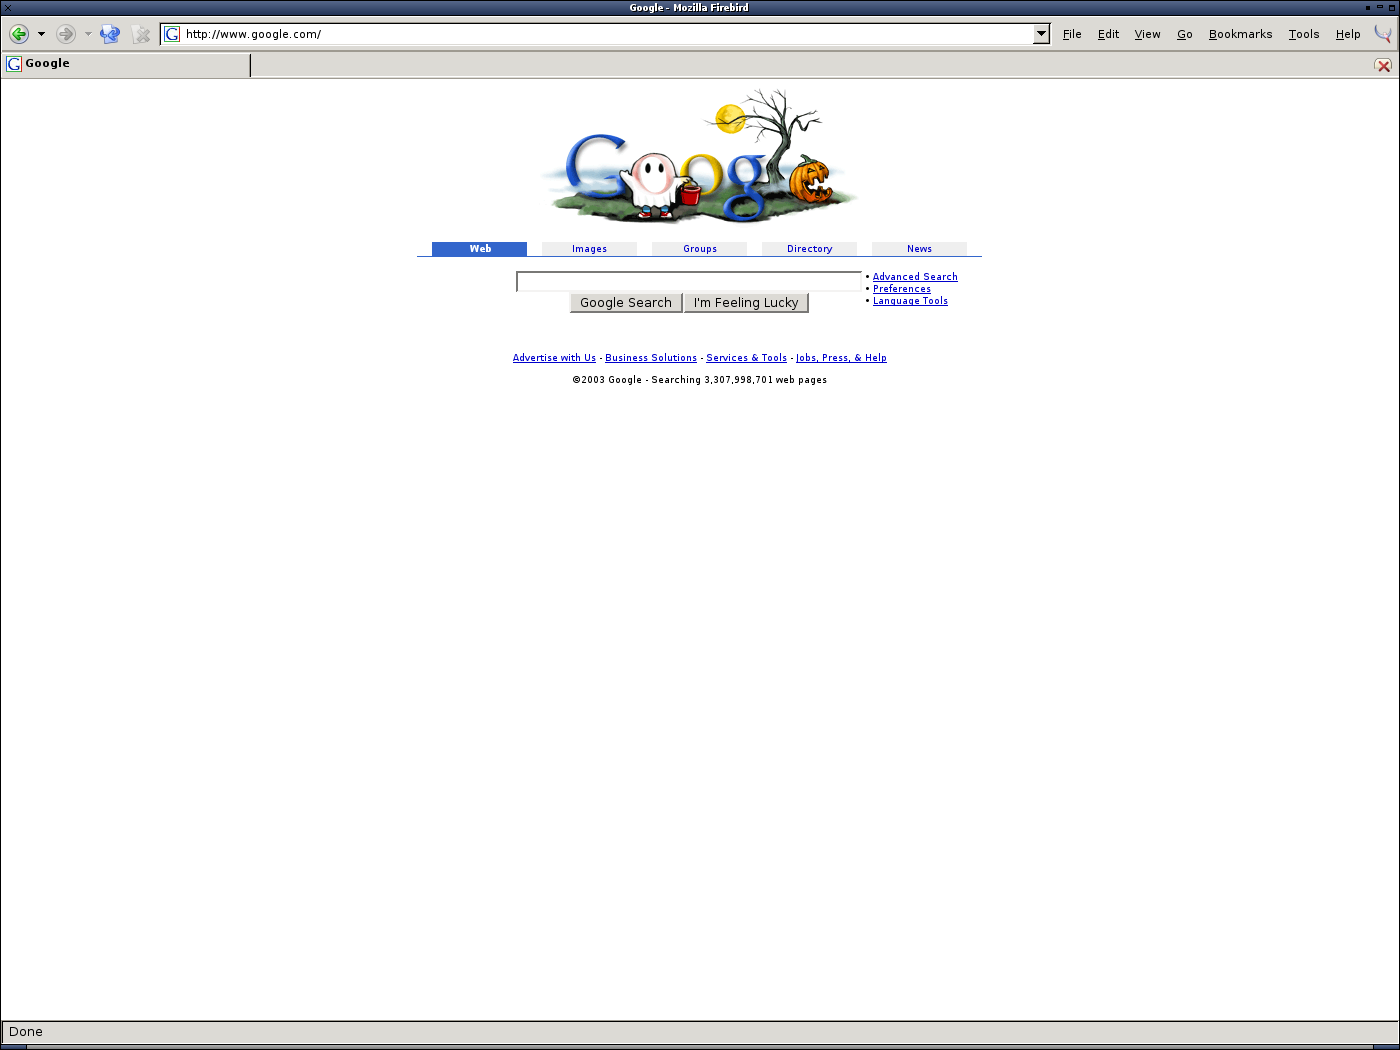 Google - Mozilla Firebird
http://www.google.com/ File Edit View Go Bookmarks Tools Help
Google
Google
Web Images Groups Directory News
• Advanced Search
• Preferences
• Language Tools
Google Search I'm Feeling Lucky
Advertise with Us - Business Solutions - Services & Tools - Jobs, Press, & Help
©2003 Google - Searching 3,307,998,701 web pages
Done